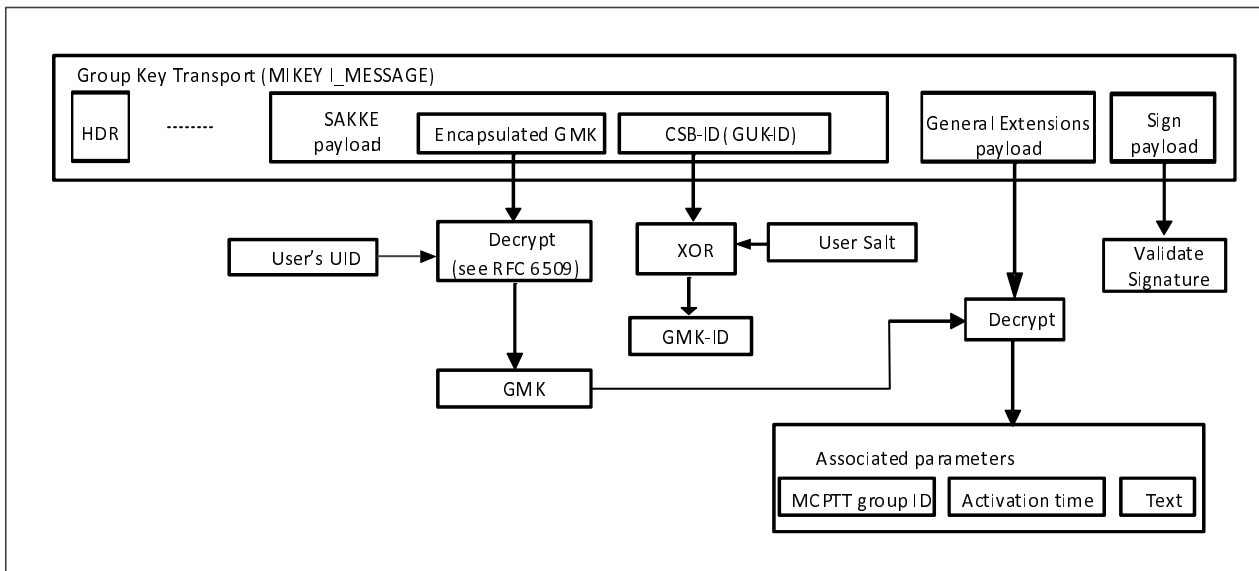 Group Key Transport (MIKEY I_MESSAGE)
HDR
--------
SAKKE
payload
Encapsulated GMK
CSB-ID( GUK-ID)
General Extensions
payload
Sign
payload
User's UID
Decrypt
(see RFC 6509)
XOR
User Salt
Validate
Signature
GMK-ID
Decrypt
GMK
Associated parameters
MCPTT group ID
Activation time
Text